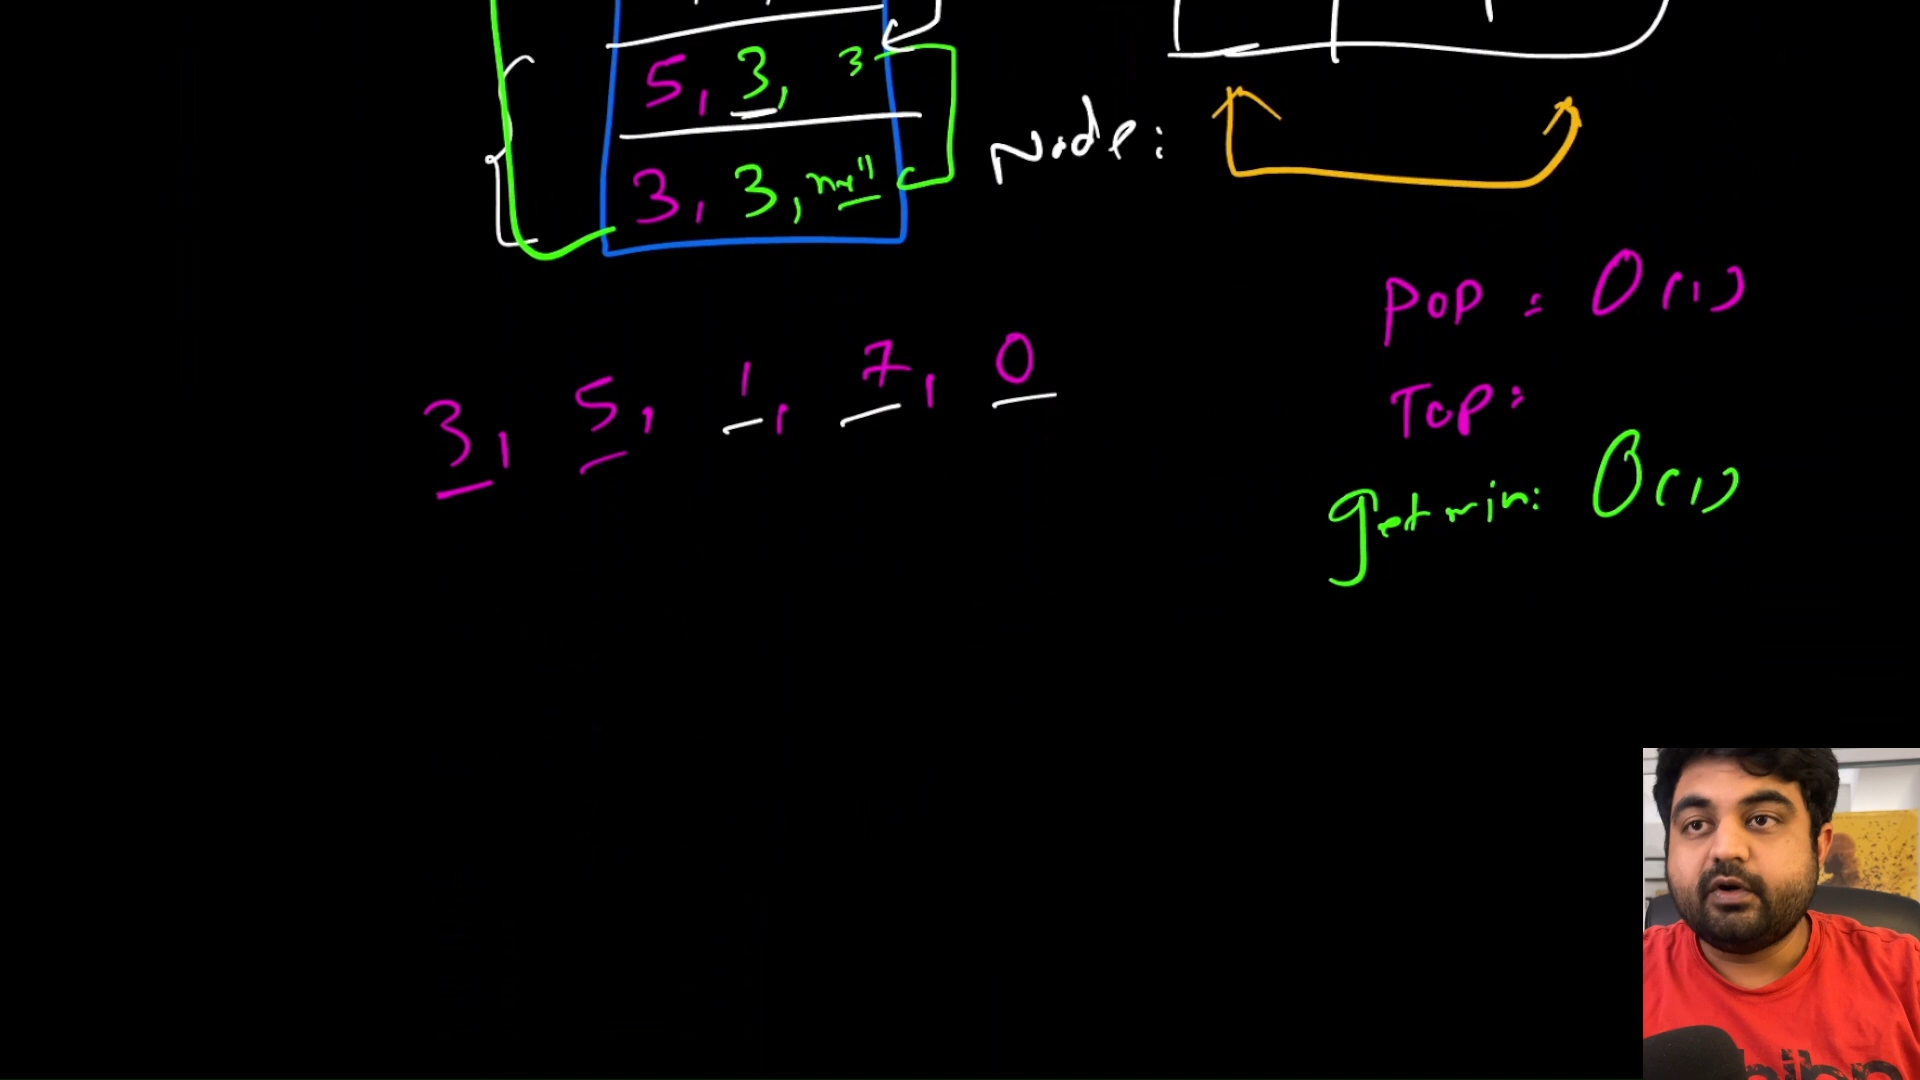 5, 3, 3
3, 3, null
Node:
pop : O(1)
3, 5, 1, 7, 0
Top:
getmin: O(1)